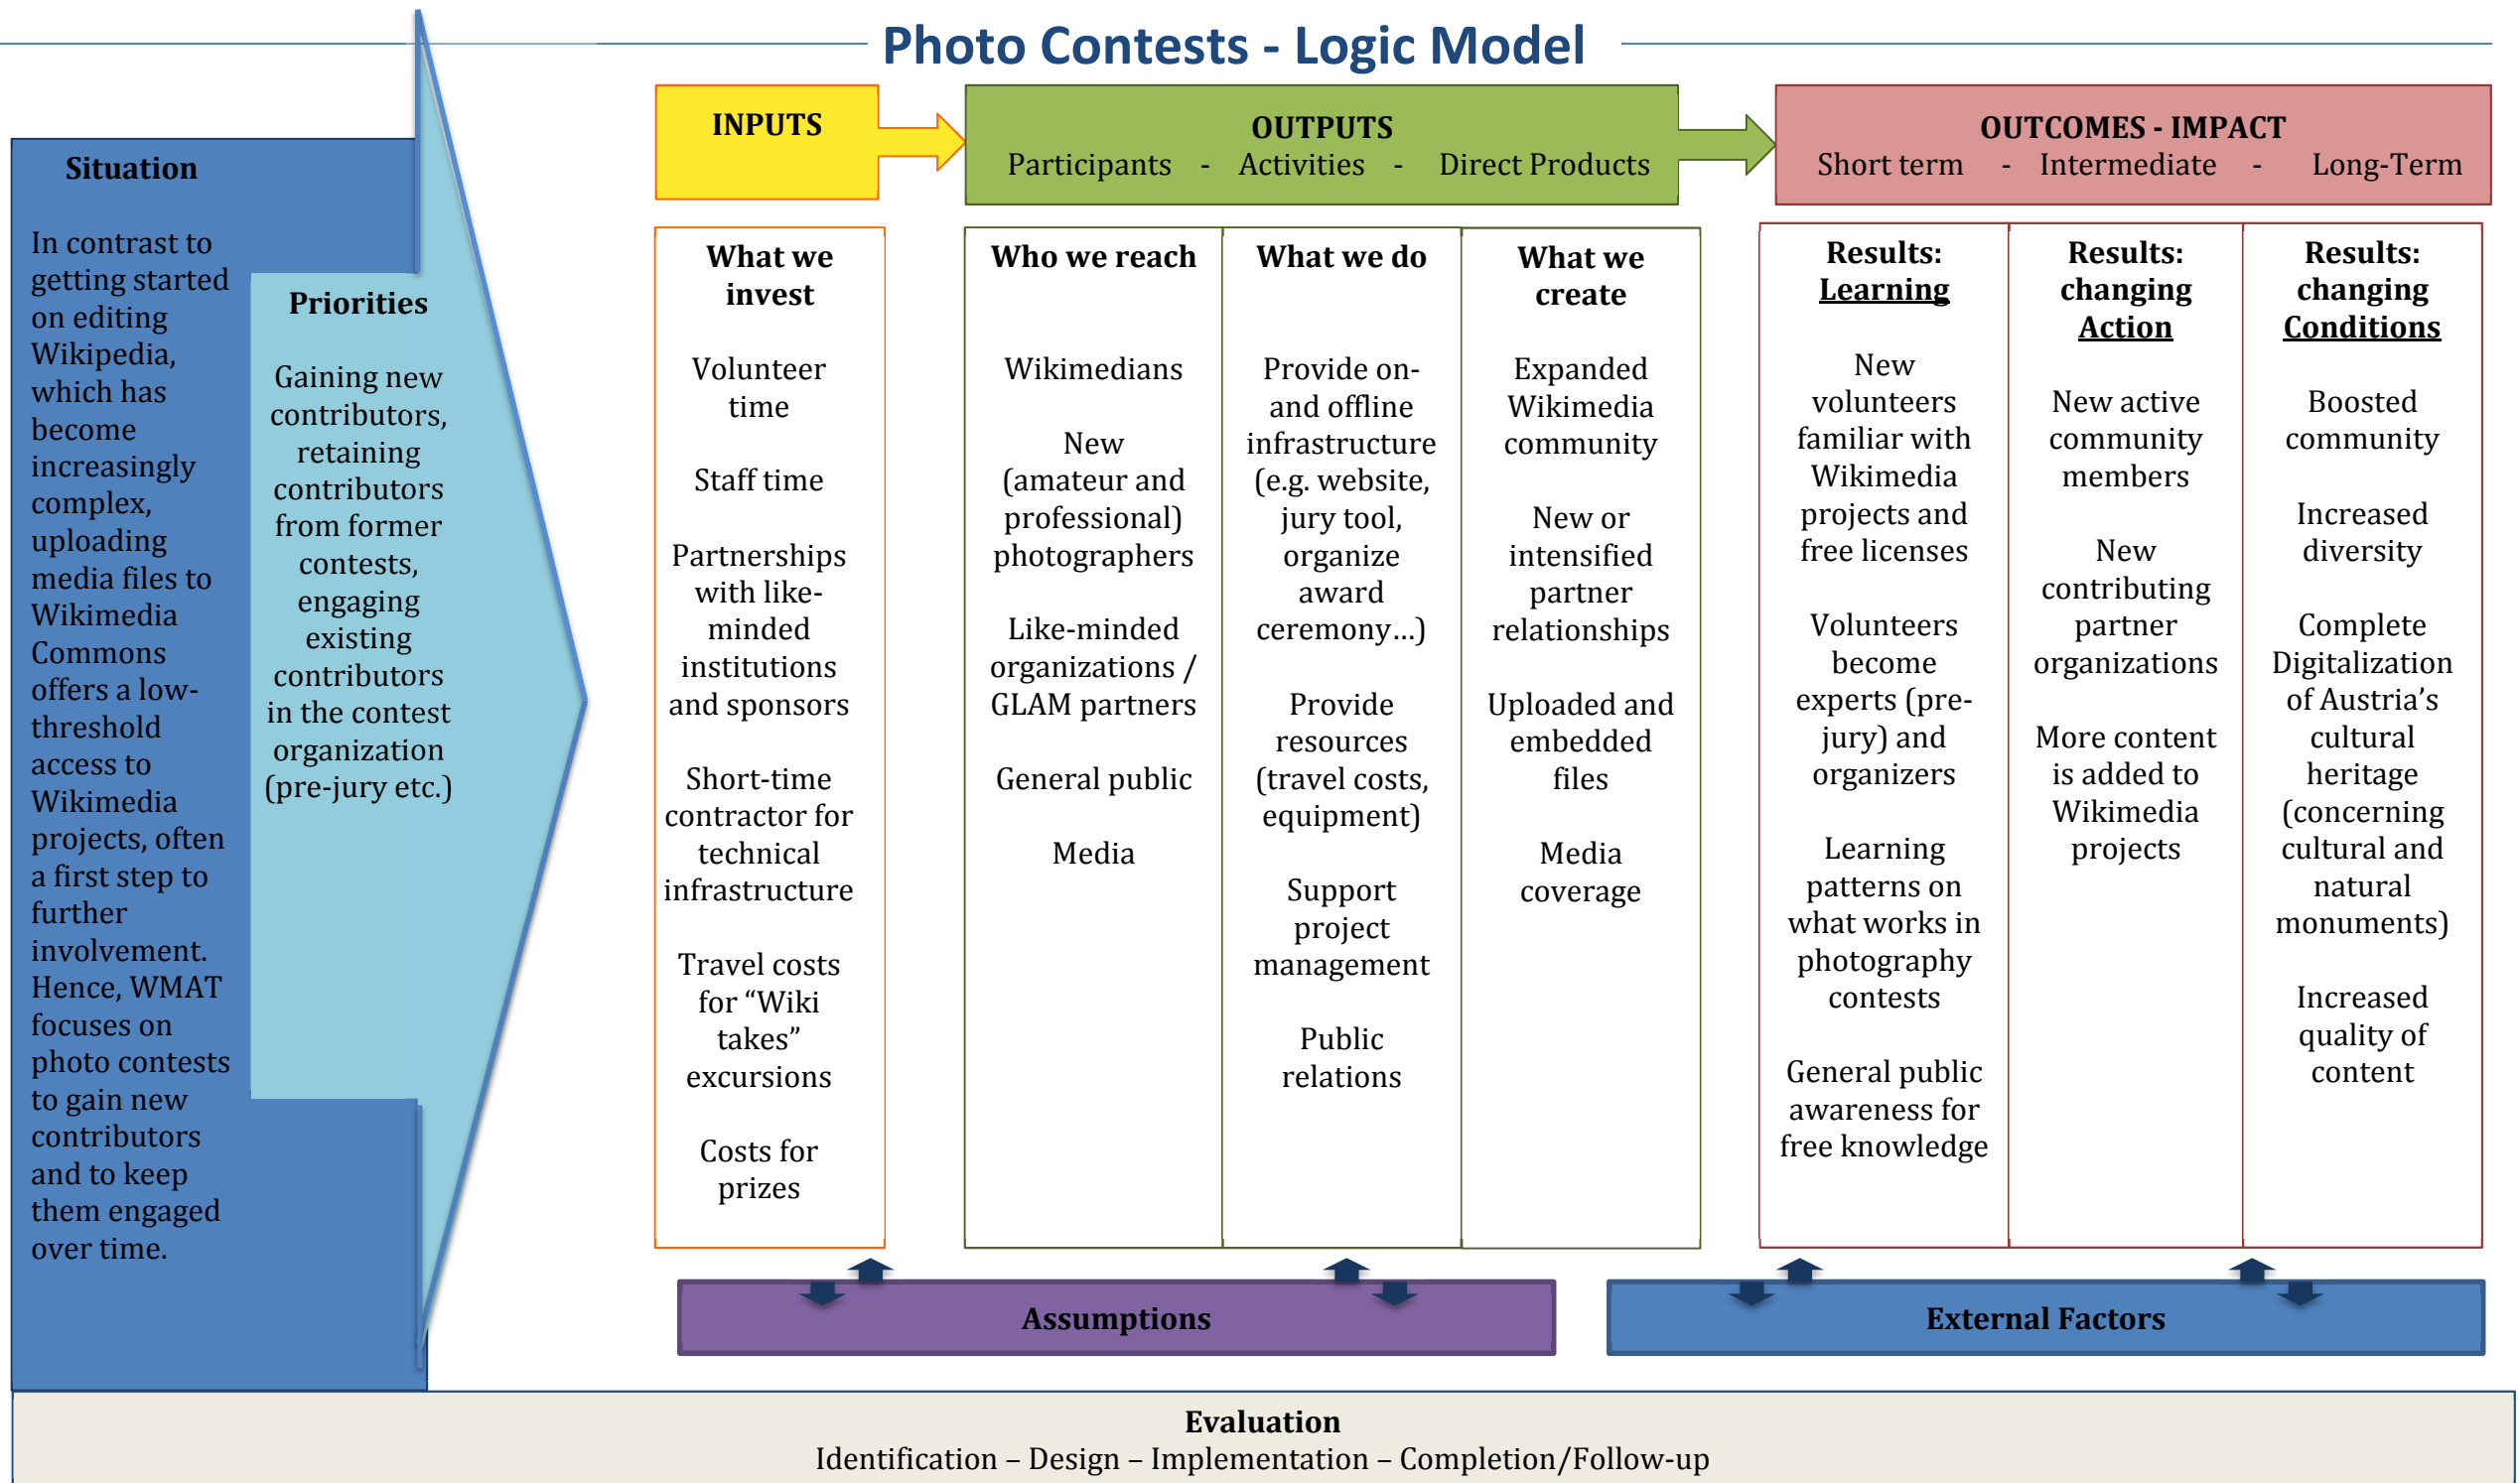 Photo Contests - Logic Model
Situation
In contrast to
getting started
on editing
Wikipedia,
which has
become
increasingly
complex,
uploading
media files to
Wikimedia
Commons
offers a low-
threshold
access to
Wikimedia
projects, often
a first step to
further
involvement.
Hence, WMAT
focuses on
photo contests
to gain new
contributors
and to keep
them engaged
over time.
Priorities
Gaining new
contributors,
retaining
contributors
from former
contests,
engaging
existing
contributors
in the contest
organization
(pre-jury etc.)
INPUTS
What we
invest
Volunteer
time
Staff time
Partnerships
with like-
minded
institutions
and sponsors
Short-time
contractor for
technical
infrastructure
Travel costs
for “Wiki
takes”
excursions
Costs for
prizes
OUTPUTS
Participants - Activities - Direct Products
Who we reach
Wikimedians
New
(amateur and
professional)
photographers
Like-minded
organizations /
GLAM partners
General public
Media
What we do
Provide on-
and offline
infrastructure
(e.g. website,
jury tool,
organize
award
ceremony…)
Provide
resources
(travel costs,
equipment)
Support
project
management
Public
relations
What we
create
Expanded
Wikimedia
community
New or
intensified
partner
relationships
Uploaded and
embedded
files
Media
coverage
OUTCOMES - IMPACT
Short term - Intermediate - Long-Term
Results:
Learning
New
volunteers
familiar with
Wikimedia
projects and
free licenses
Volunteers
become
experts (pre-
jury) and
organizers
Learning
patterns on
what works in
photography
contests
General public
awareness for
free knowledge
Results:
changing
Action
New active
community
members
New
contributing
partner
organizations
More content
is added to
Wikimedia
projects
Results:
changing
Conditions
Boosted
community
Increased
diversity
Complete
Digitalization
of Austria’s
cultural
heritage
(concerning
cultural and
natural
monuments)
Increased
quality of
content
Assumptions
External Factors
Evaluation
Identification – Design – Implementation – Completion/Follow-up